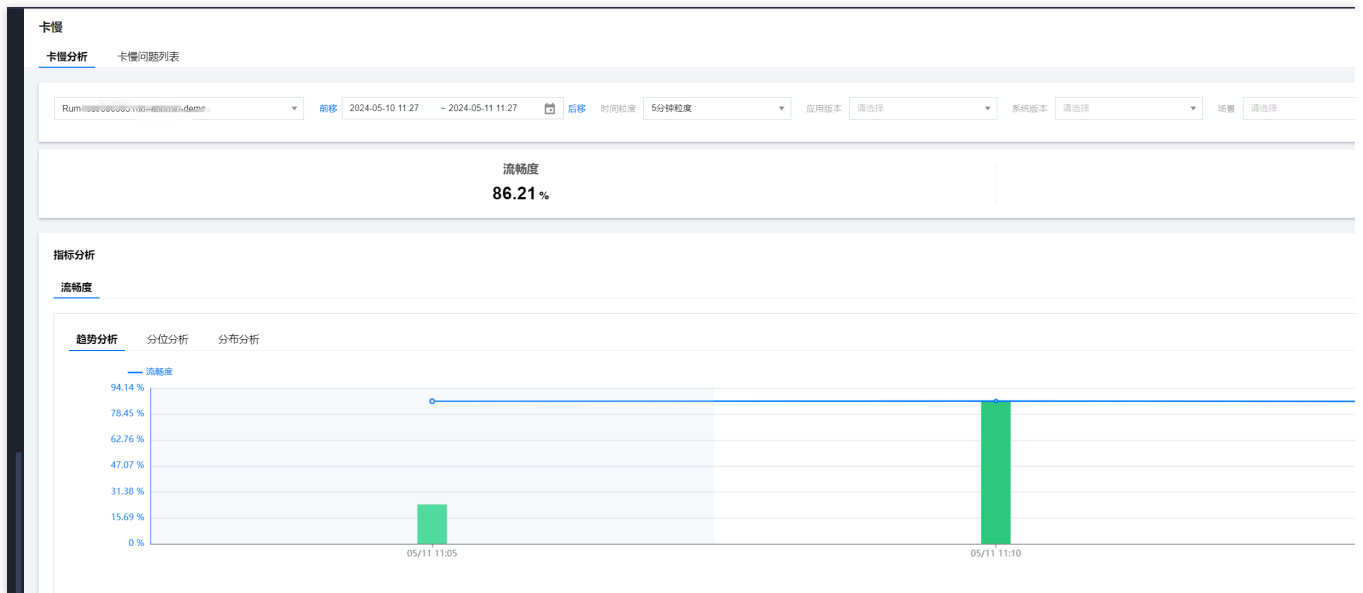 卡慢
卡慢分析 卡慢问题列表
前移 2024-05-10 11:27 ~ 2024-05-11 11:27 后移 时间粒度 5分钟粒度 应用版本 请选择 系统版本 请选择 场景 请选择
流畅度
86.21 %
指标分析
流畅度
趋势分析 分位分析 分布分析
流畅度
94.14 %
78.45 %
62.76 %
47.07 %
31.38 %
15.69 %
0 %
05/11 11:05 05/11 11:10